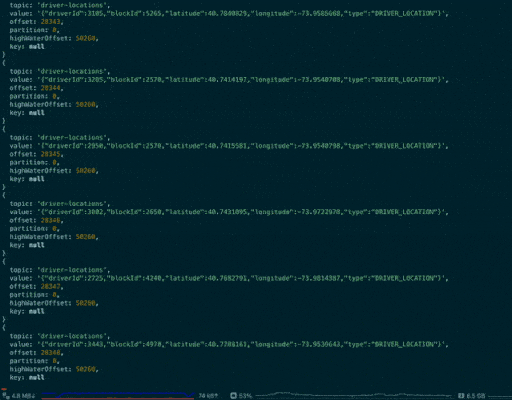 topic: 'driver-locations',
value: '{"driverId":3105,"blockId":5265,"latitude":40.7840829,"longitude":-73.9585668,"type":"DRIVER_LOCATION"}',
offset: 28343,
partition: 0,
highWaterOffset: 50260,
key: null
}
{
topic: 'driver-locations',
value: '{"driverId":3205,"blockId":2570,"latitude":40.7414197,"longitude":-73.9540708,"type":"DRIVER_LOCATION"}',
offset: 28344,
partition: 0,
highWaterOffset: 50260,
key: null
}
{
topic: 'driver-locations',
value: '{"driverId":2950,"blockId":2570,"latitude":40.7415581,"longitude":-73.9540798,"type":"DRIVER_LOCATION"}',
offset: 28345,
partition: 0,
highWaterOffset: 50260,
key: null
}
{
topic: 'driver-locations',
value: '{"driverId":3082,"blockId":2650,"latitude":40.7431895,"longitude":-73.9732978,"type":"DRIVER_LOCATION"}',
offset: 28346,
partition: 0,
highWaterOffset: 50260,
key: null
}
{
topic: 'driver-locations',
value: '{"driverId":2725,"blockId":4240,"latitude":40.7682791,"longitude":-73.9814387,"type":"DRIVER_LOCATION"}',
offset: 28347,
partition: 0,
highWaterOffset: 50260,
key: null
}
{
topic: 'driver-locations',
value: '{"driverId":3443,"blockId":4970,"latitude":40.7788163,"longitude":-73.9539643,"type":"DRIVER_LOCATION"}',
offset: 28348,
partition: 0,
highWaterOffset: 50260,
key: null
4.8 MB↓ 74 kB↑ 53% 6.5 GB